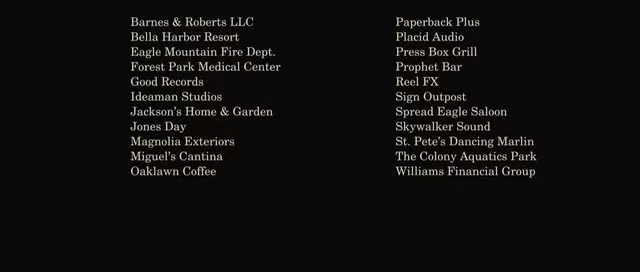 Barnes & Roberts LLC
Bella Harbor Resort
Eagle Mountain Fire Dept.
Forest Park Medical Center
Good Records
Ideaman Studios
Jackson's Home & Garden
Jones Day
Magnolia Exteriors
Miguel's Cantina
Oaklawn Coffee
Paperback Plus
Placid Audio
Press Box Grill
Prophet Bar
Reel FX
Sign Outpost
Spread Eagle Saloon
Skywalker Sound
St. Pete's Dancing Marlin
The Colony Aquatics Park
Williams Financial Group